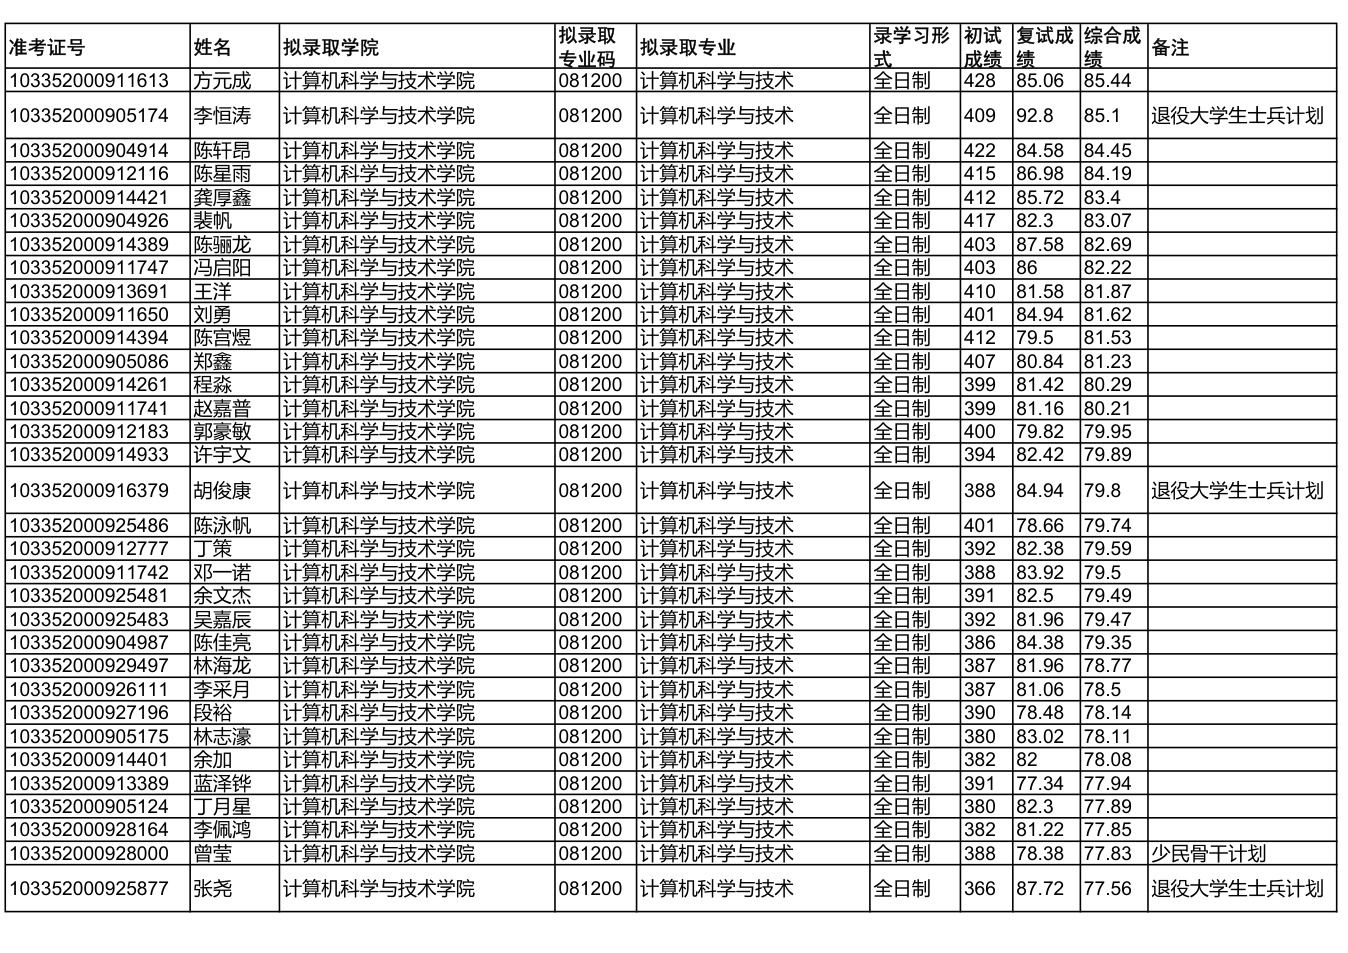 准考证号 姓名 拟录取学院 拟录取专业码 拟录取专业 录学习形式 初试成绩 复试成绩 综合成绩 备注
103352000911613 方元成 计算机科学与技术学院 081200 计算机科学与技术 全日制 428 85.06 85.44
103352000905174 李恒涛 计算机科学与技术学院 081200 计算机科学与技术 全日制 409 92.8 85.1 退役大学生士兵计划
103352000904914 陈轩昂 计算机科学与技术学院 081200 计算机科学与技术 全日制 422 84.58 84.45
103352000912116 陈星雨 计算机科学与技术学院 081200 计算机科学与技术 全日制 415 86.98 84.19
103352000914421 龚厚鑫 计算机科学与技术学院 081200 计算机科学与技术 全日制 412 85.72 83.4
103352000904926 裴帆 计算机科学与技术学院 081200 计算机科学与技术 全日制 417 82.3 83.07
103352000914389 陈骊龙 计算机科学与技术学院 081200 计算机科学与技术 全日制 403 87.58 82.69
103352000911747 冯启阳 计算机科学与技术学院 081200 计算机科学与技术 全日制 403 86 82.22
103352000913691 王洋 计算机科学与技术学院 081200 计算机科学与技术 全日制 410 81.58 81.87
103352000911650 刘勇 计算机科学与技术学院 081200 计算机科学与技术 全日制 401 84.94 81.62
103352000914394 陈宫煜 计算机科学与技术学院 081200 计算机科学与技术 全日制 412 79.5 81.53
103352000905086 郑鑫 计算机科学与技术学院 081200 计算机科学与技术 全日制 407 80.84 81.23
103352000914261 程淼 计算机科学与技术学院 081200 计算机科学与技术 全日制 399 81.42 80.29
103352000911741 赵嘉普 计算机科学与技术学院 081200 计算机科学与技术 全日制 399 81.16 80.21
103352000912183 郭豪敏 计算机科学与技术学院 081200 计算机科学与技术 全日制 400 79.82 79.95
103352000914933 许宇文 计算机科学与技术学院 081200 计算机科学与技术 全日制 394 82.42 79.89
103352000916379 胡俊康 计算机科学与技术学院 081200 计算机科学与技术 全日制 388 84.94 79.8 退役大学生士兵计划
103352000925486 陈泳帆 计算机科学与技术学院 081200 计算机科学与技术 全日制 401 78.66 79.74
103352000912777 丁策 计算机科学与技术学院 081200 计算机科学与技术 全日制 392 82.38 79.59
103352000911742 邓一诺 计算机科学与技术学院 081200 计算机科学与技术 全日制 388 83.92 79.5
103352000925481 余文杰 计算机科学与技术学院 081200 计算机科学与技术 全日制 391 82.5 79.49
103352000925483 吴嘉辰 计算机科学与技术学院 081200 计算机科学与技术 全日制 392 81.96 79.47
103352000904987 陈佳亮 计算机科学与技术学院 081200 计算机科学与技术 全日制 386 84.38 79.35
103352000929497 林海龙 计算机科学与技术学院 081200 计算机科学与技术 全日制 387 81.96 78.77
103352000926111 李采月 计算机科学与技术学院 081200 计算机科学与技术 全日制 387 81.06 78.5
103352000927196 段裕 计算机科学与技术学院 081200 计算机科学与技术 全日制 390 78.48 78.14
103352000905175 林志濠 计算机科学与技术学院 081200 计算机科学与技术 全日制 380 83.02 78.11
103352000914401 余加 计算机科学与技术学院 081200 计算机科学与技术 全日制 382 82 78.08
103352000913389 蓝泽铧 计算机科学与技术学院 081200 计算机科学与技术 全日制 391 77.34 77.94
103352000905124 丁月星 计算机科学与技术学院 081200 计算机科学与技术 全日制 380 82.3 77.89
103352000928164 李佩鸿 计算机科学与技术学院 081200 计算机科学与技术 全日制 382 81.22 77.85
103352000928000 曾莹 计算机科学与技术学院 081200 计算机科学与技术 全日制 388 78.38 77.83 少民骨干计划
103352000925877 张尧 计算机科学与技术学院 081200 计算机科学与技术 全日制 366 87.72 77.56 退役大学生士兵计划